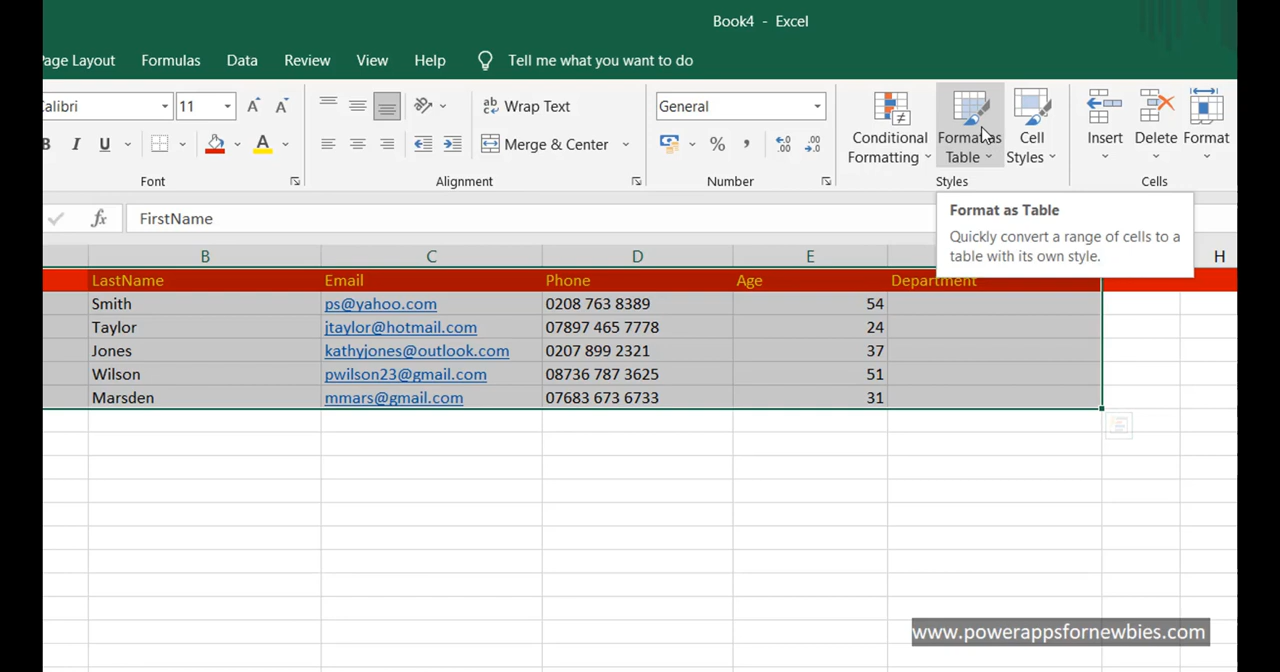 Book4 - Excel
Page Layout Formulas Data Review View Help Tell me what you want to do
Calibri 11 A A ab Wrap Text General
B I U A Merge & Center % , Conditional Formatting Format as Table Cell Styles Insert Delete Format
Font Alignment Number Styles Cells
fx FirstName
Format as Table
Quickly convert a range of cells to a
table with its own style.
B C D E H
LastName Email Phone Age Department
Smith ps@yahoo.com 0208 763 8389 54
Taylor jtaylor@hotmail.com 07897 465 7778 24
Jones kathyjones@outlook.com 0207 899 2321 37
Wilson pwilson23@gmail.com 08736 787 3625 51
Marsden mmars@gmail.com 07683 673 6733 31
www.powerappsfornewbies.com